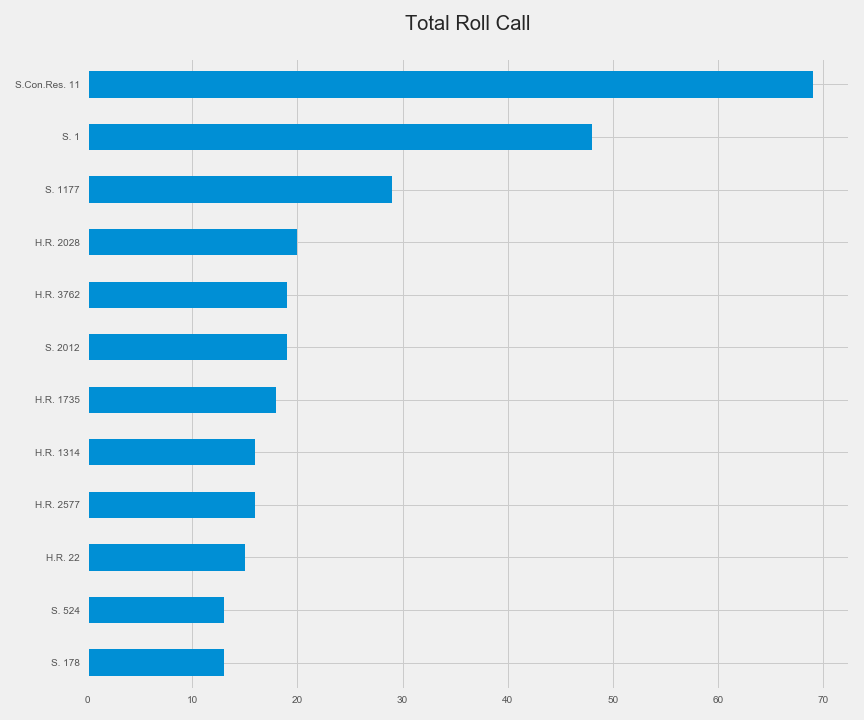 Total Roll Call
S.Con.Res. 11
S. 1
S. 1177
H.R. 2028
H.R. 3762
S. 2012
H.R. 1735
H.R. 1314
H.R. 2577
H.R. 22
S. 524
S. 178
0 10 20 30 40 50 60 70